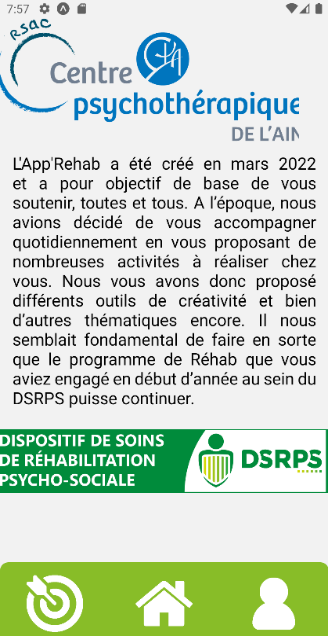 7:57
RSAC
Centre
psychothérapique
DE L'AIN
L'App'Rehab a été créé en mars 2022
et a pour objectif de base de vous
soutenir, toutes et tous. A l'époque, nous
avions décidé de vous accompagner
quotidiennement en vous proposant de
nombreuses activités à réaliser chez
vous. Nous vous avons donc proposé
différents outils de créativité et bien
d'autres thématiques encore. Il nous
semblait fondamental de faire en sorte
que le programme de Réhab que vous
aviez engagé en début d'année au sein du
DSRPS puisse continuer.
DISPOSITIF DE SOINS
DE RÉHABILITATION
PSYCHO-SOCIALE
DSRPS